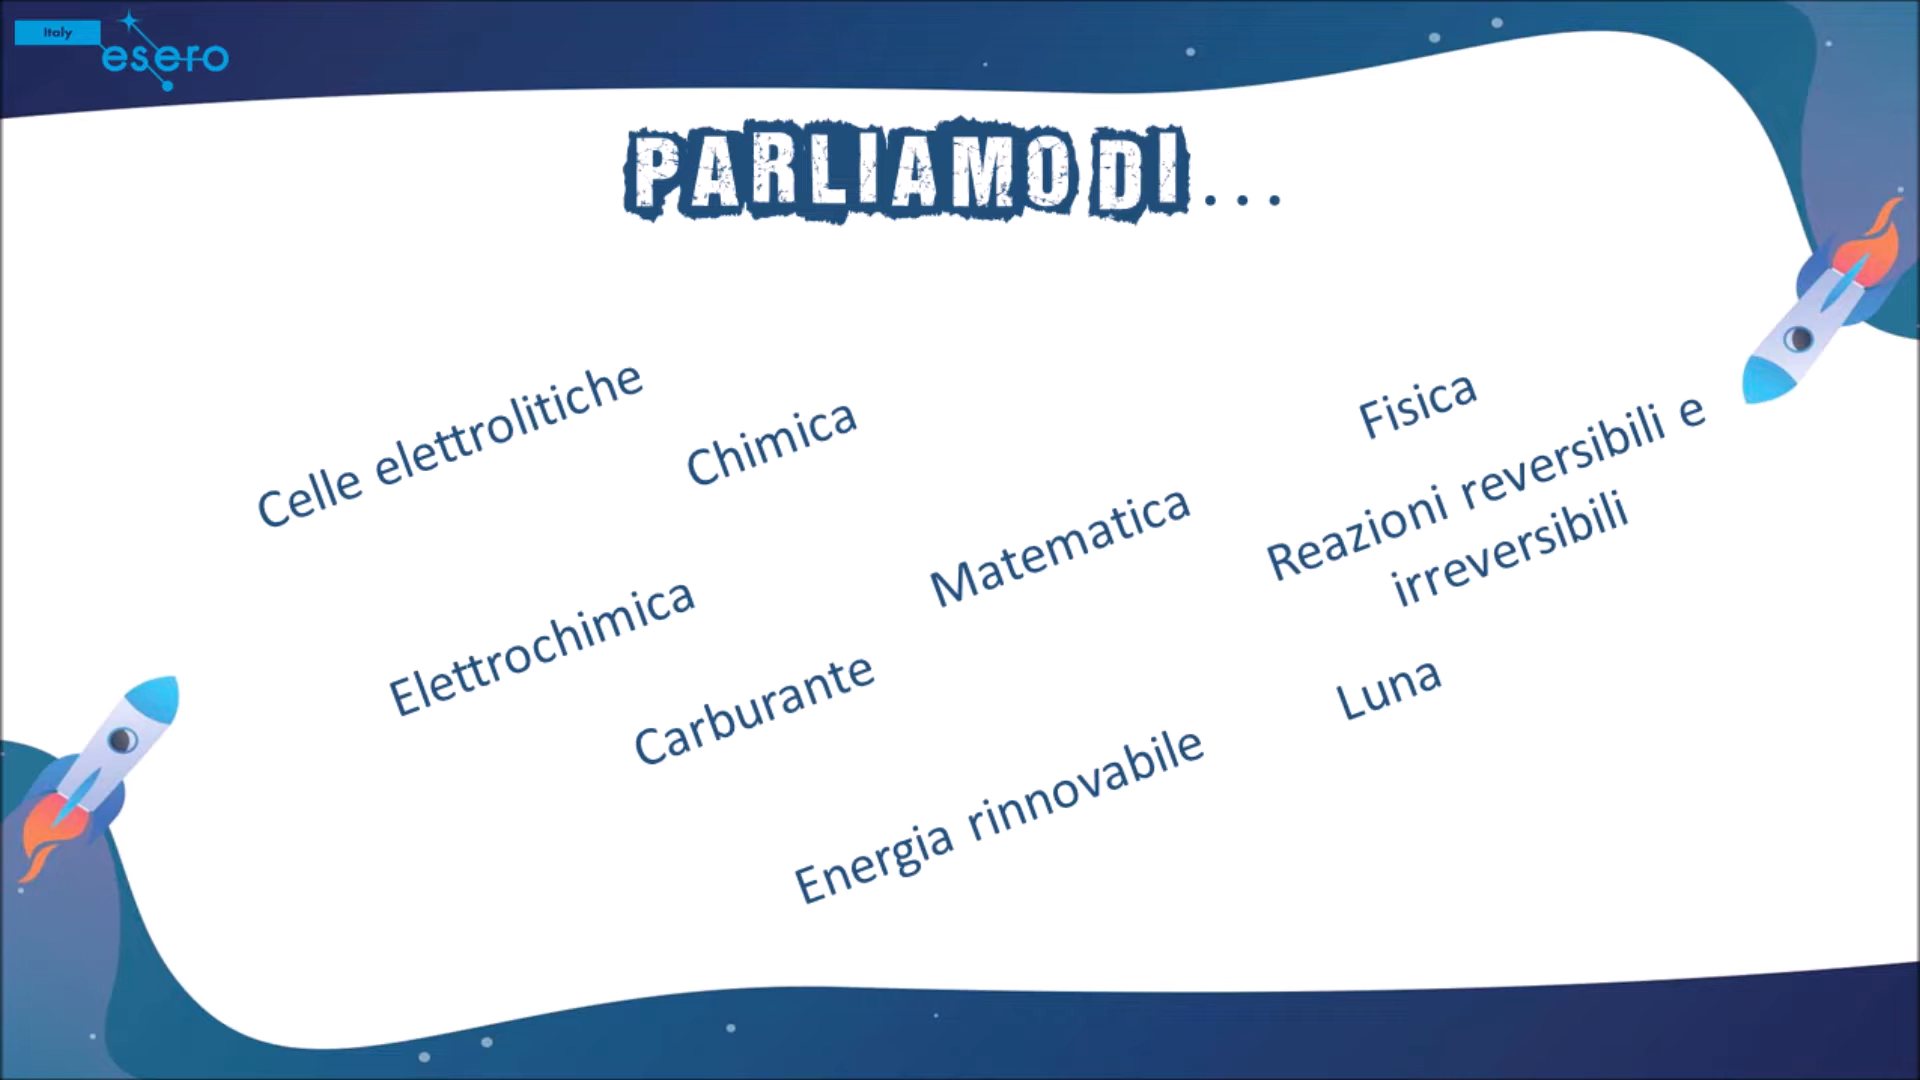 Italy
esero
PARLIAMO DI...
Celle elettrolitiche
Chimica
Fisica
Matematica
Reazioni reversibili e
irreversibili
Elettrochimica
Carburante
Luna
Energia rinnovabile